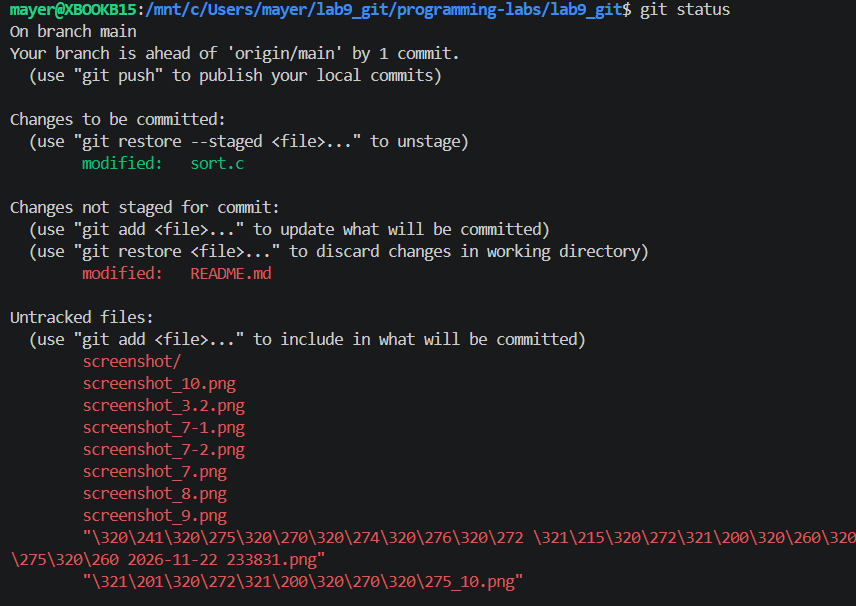 mayer@XBOOKB15:/mnt/c/Users/mayer/lab9_git/programming-labs/lab9_git$ git status
On branch main
Your branch is ahead of 'origin/main' by 1 commit.
  (use "git push" to publish your local commits)

Changes to be committed:
  (use "git restore --staged <file>..." to unstage)
        modified:   sort.c

Changes not staged for commit:
  (use "git add <file>..." to update what will be committed)
  (use "git restore <file>..." to discard changes in working directory)
        modified:   README.md

Untracked files:
  (use "git add <file>..." to include in what will be committed)
        screenshot/
        screenshot_10.png
        screenshot_3.2.png
        screenshot_7-1.png
        screenshot_7-2.png
        screenshot_7.png
        screenshot_8.png
        screenshot_9.png
        "\320\241\320\275\320\270\320\274\320\276\320\272 \321\215\320\272\321\200\320\260\320
\275\320\260 2026-11-22 233831.png"
        "\321\201\320\272\321\200\320\270\320\275_10.png"